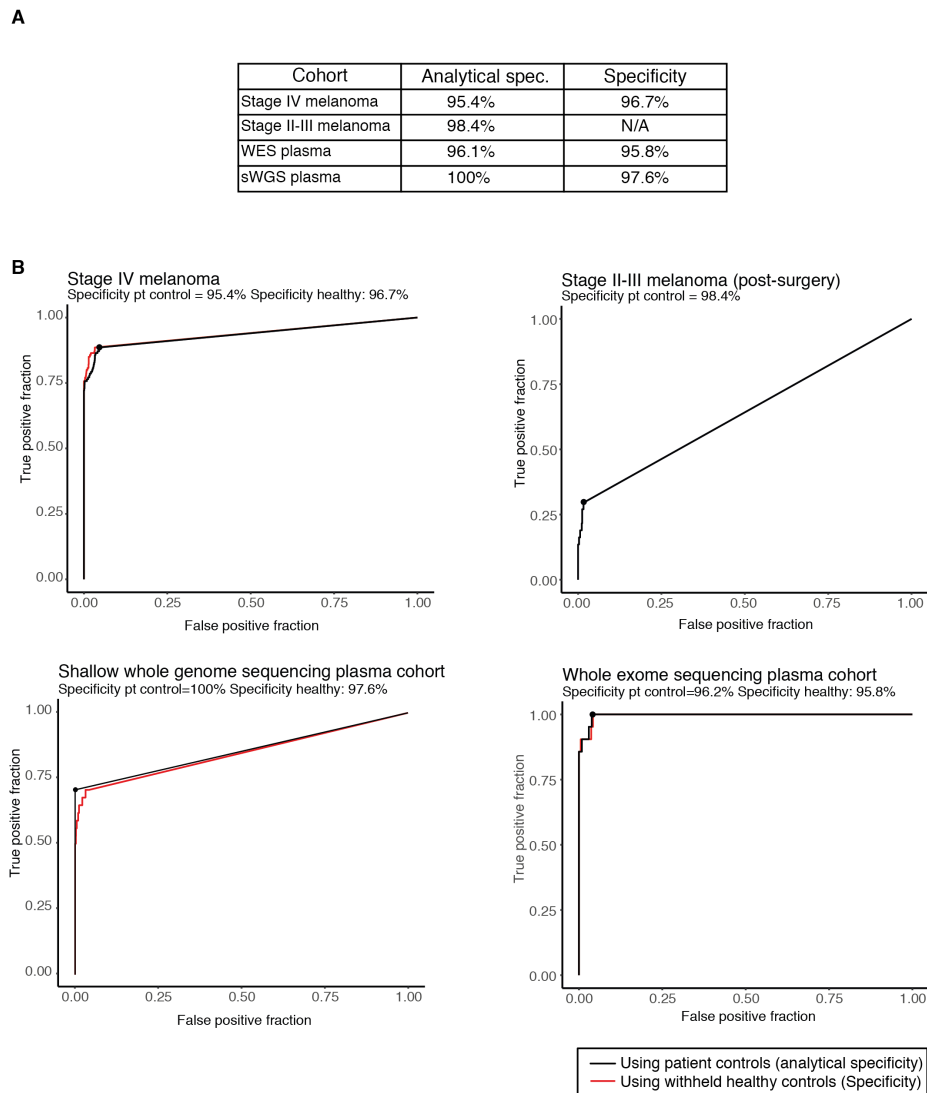 A
Cohort Analytical spec. Specificity
Stage IV melanoma 95.4% 96.7%
Stage II-III melanoma 98.4% N/A
WES plasma 96.1% 95.8%
sWGS plasma 100% 97.6%
B
Stage IV melanoma
Specificity pt control = 95.4% Specificity healthy: 96.7%
1.00
0.75
0.50
0.25
0.00
True positive fraction
0.00 0.25 0.50 0.75 1.00
False positive fraction
Stage II-III melanoma (post-surgery)
Specificity pt control = 98.4%
1.00
0.75
0.50
0.25
0.00
True positive fraction
0.00 0.25 0.50 0.75 1.00
False positive fraction
Shallow whole genome sequencing plasma cohort
Specificity pt control=100% Specificity healthy: 97.6%
1.00
0.75
0.50
0.25
0.00
True positive fraction
0.00 0.25 0.50 0.75 1.00
False positive fraction
Whole exome sequencing plasma cohort
Specificity pt control=96.2% Specificity healthy: 95.8%
1.00
0.75
0.50
0.25
0.00
True positive fraction
0.00 0.25 0.50 0.75 1.00
False positive fraction
Using patient controls (analytical specificity)
Using withheld healthy controls (Specificity)